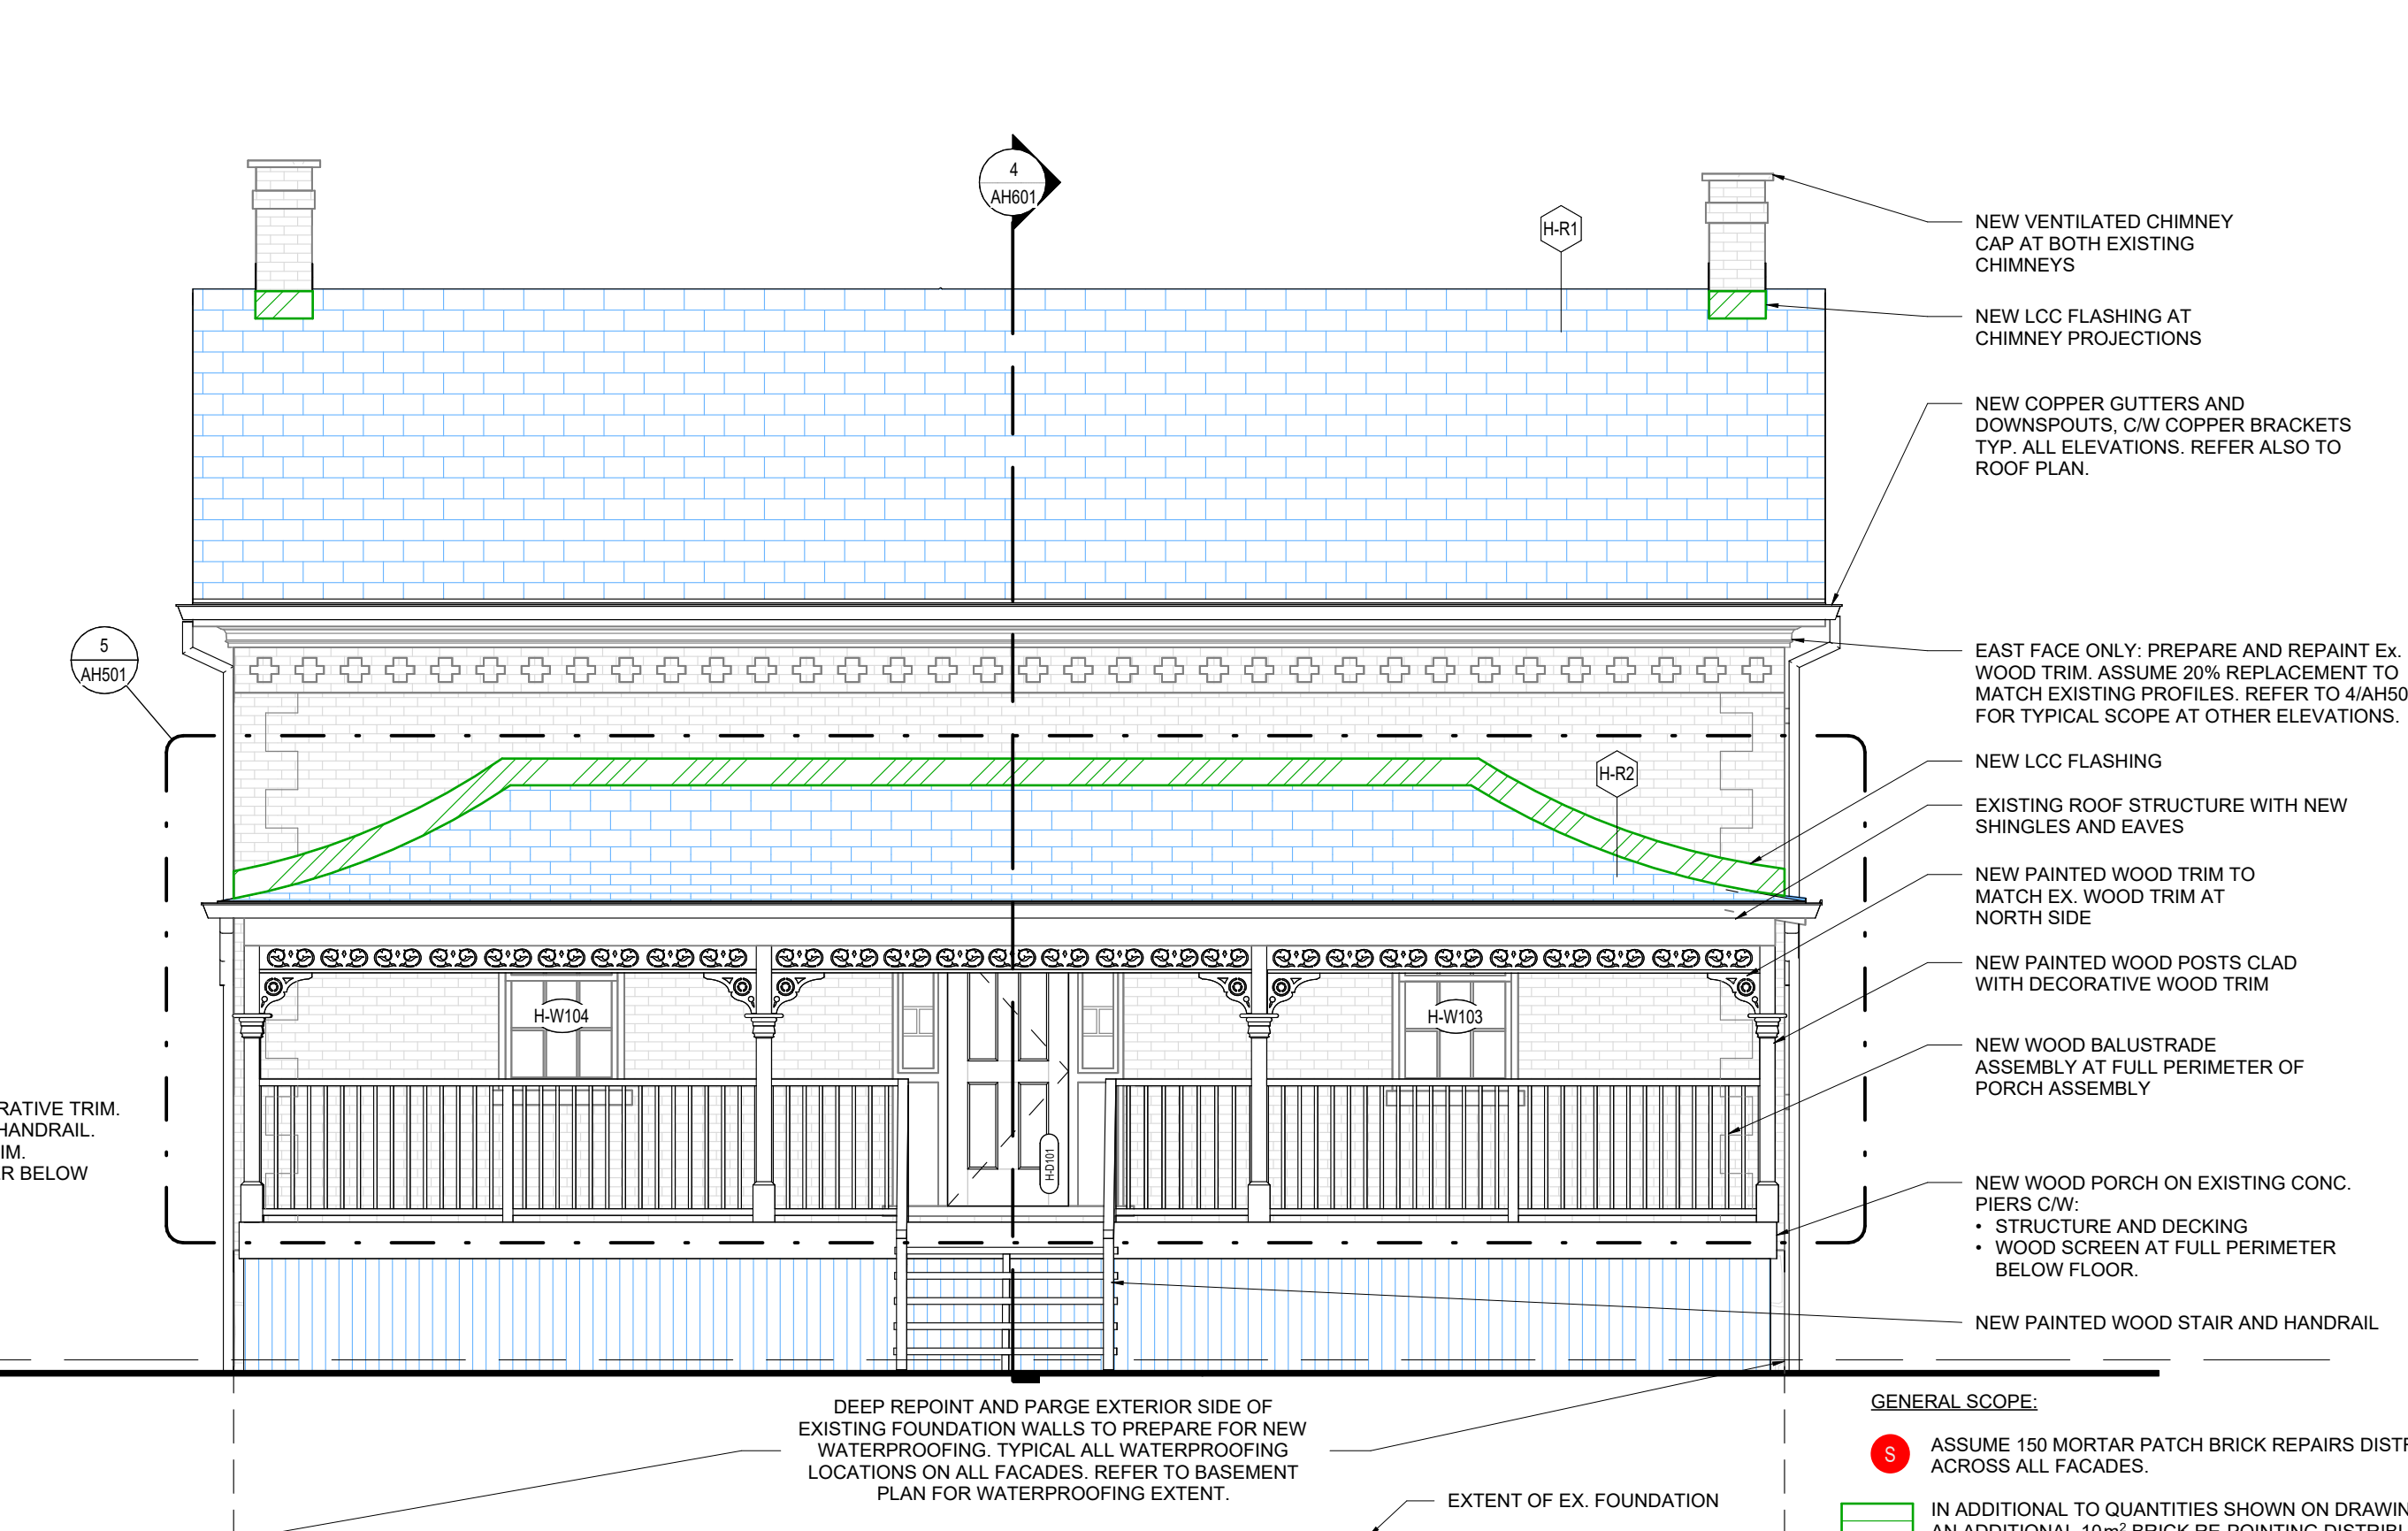 4
AH601
H-R1
NEW VENTILATED CHIMNEY
CAP AT BOTH EXISTING
CHIMNEYS
NEW LCC FLASHING AT
CHIMNEY PROJECTIONS
NEW COPPER GUTTERS AND
DOWNSPOUTS, C/W COPPER BRACKETS
TYP. ALL ELEVATIONS. REFER ALSO TO
ROOF PLAN.
5
AH501
EAST FACE ONLY: PREPARE AND REPAINT Ex.
WOOD TRIM. ASSUME 20% REPLACEMENT TO
MATCH EXISTING PROFILES. REFER TO 4/AH50
FOR TYPICAL SCOPE AT OTHER ELEVATIONS.
NEW LCC FLASHING
H-R2
EXISTING ROOF STRUCTURE WITH NEW
SHINGLES AND EAVES
NEW PAINTED WOOD TRIM TO
MATCH EX. WOOD TRIM AT
NORTH SIDE
NEW PAINTED WOOD POSTS CLAD
WITH DECORATIVE WOOD TRIM
H-W104
H-W103
NEW WOOD BALUSTRADE
ASSEMBLY AT FULL PERIMETER OF
PORCH ASSEMBLY
RATIVE TRIM.
HANDRAIL.
IM.
R BELOW
H-D101
NEW WOOD PORCH ON EXISTING CONC.
PIERS C/W:
• STRUCTURE AND DECKING
• WOOD SCREEN AT FULL PERIMETER
BELOW FLOOR.
NEW PAINTED WOOD STAIR AND HANDRAIL
DEEP REPOINT AND PARGE EXTERIOR SIDE OF
EXISTING FOUNDATION WALLS TO PREPARE FOR NEW
WATERPROOFING. TYPICAL ALL WATERPROOFING
LOCATIONS ON ALL FACADES. REFER TO BASEMENT
PLAN FOR WATERPROOFING EXTENT.
EXTENT OF EX. FOUNDATION
GENERAL SCOPE:
S
ASSUME 150 MORTAR PATCH BRICK REPAIRS DISTR
ACROSS ALL FACADES.
IN ADDITIONAL TO QUANTITIES SHOWN ON DRAWIN
AN ADDITIONAL 10m² BRICK RE-POINTING DISTRIBU